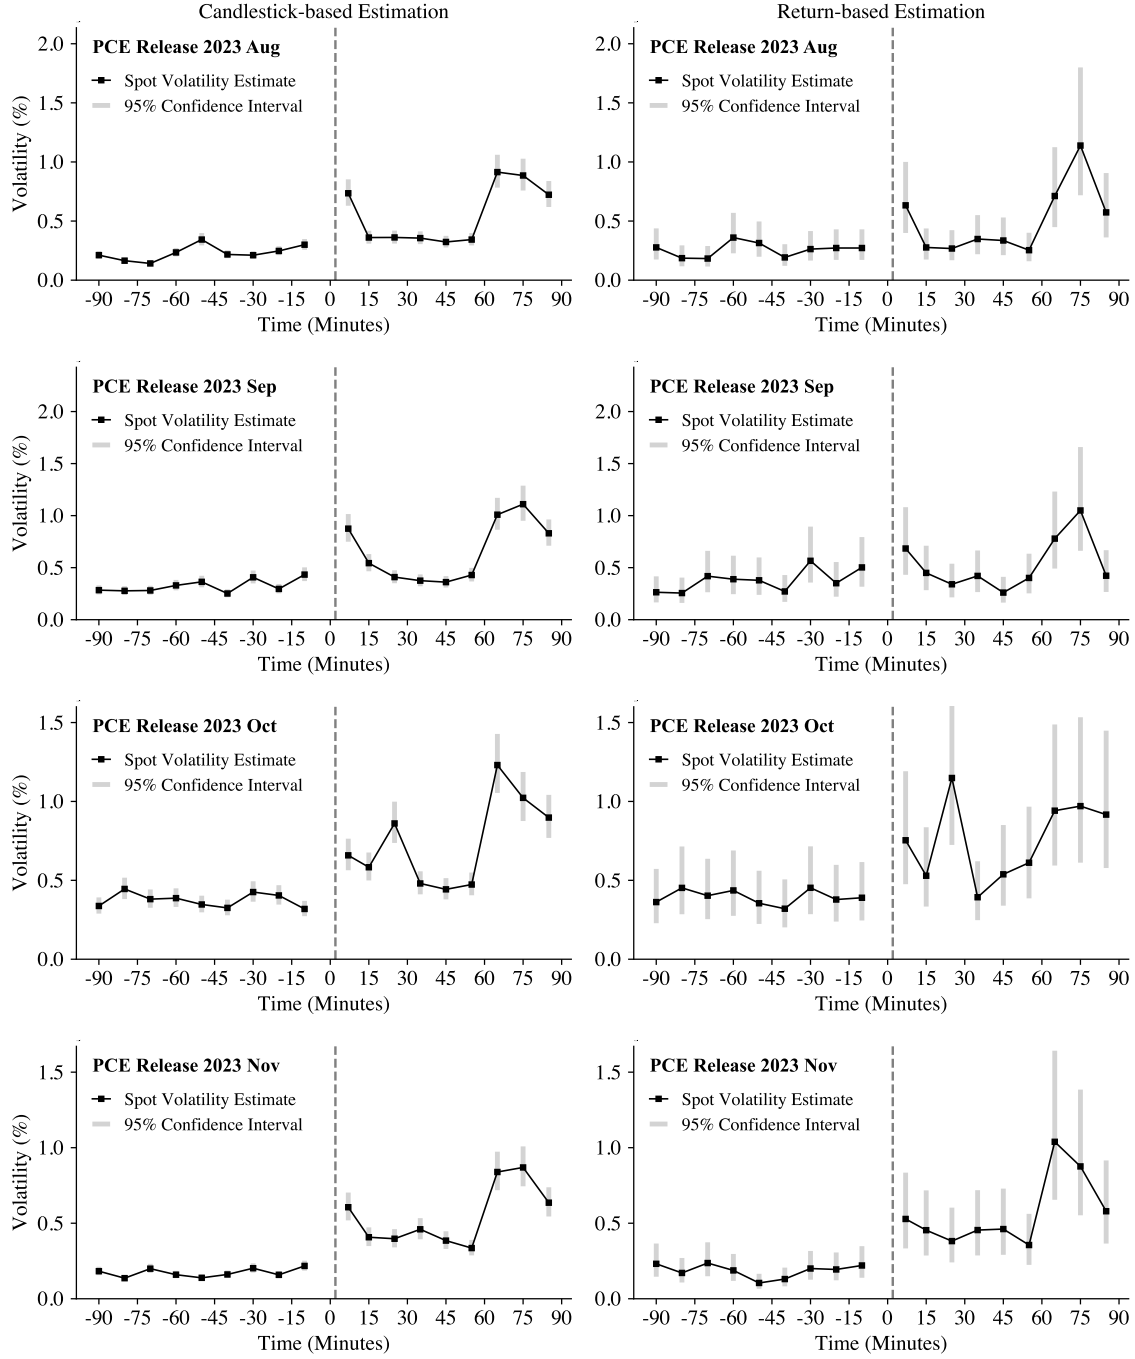 Candlestick-based Estimation
Return-based Estimation
PCE Release 2023 Aug
Spot Volatility Estimate
95% Confidence Interval
Volatility (%)
2.0
1.5
1.0
0.5
0.0
-90 -75 -60 -45 -30 -15 0 15 30 45 60 75 90
Time (Minutes)
PCE Release 2023 Aug
Spot Volatility Estimate
95% Confidence Interval
2.0
1.5
1.0
0.5
0.0
-90 -75 -60 -45 -30 -15 0 15 30 45 60 75 90
Time (Minutes)
PCE Release 2023 Sep
Spot Volatility Estimate
95% Confidence Interval
Volatility (%)
2.0
1.5
1.0
0.5
0.0
-90 -75 -60 -45 -30 -15 0 15 30 45 60 75 90
Time (Minutes)
PCE Release 2023 Sep
Spot Volatility Estimate
95% Confidence Interval
2.0
1.5
1.0
0.5
0.0
-90 -75 -60 -45 -30 -15 0 15 30 45 60 75 90
Time (Minutes)
PCE Release 2023 Oct
Spot Volatility Estimate
95% Confidence Interval
Volatility (%)
1.5
1.0
0.5
0.0
-90 -75 -60 -45 -30 -15 0 15 30 45 60 75 90
Time (Minutes)
PCE Release 2023 Oct
Spot Volatility Estimate
95% Confidence Interval
1.5
1.0
0.5
0.0
-90 -75 -60 -45 -30 -15 0 15 30 45 60 75 90
Time (Minutes)
PCE Release 2023 Nov
Spot Volatility Estimate
95% Confidence Interval
Volatility (%)
1.5
1.0
0.5
0.0
-90 -75 -60 -45 -30 -15 0 15 30 45 60 75 90
Time (Minutes)
PCE Release 2023 Nov
Spot Volatility Estimate
95% Confidence Interval
1.5
1.0
0.5
0.0
-90 -75 -60 -45 -30 -15 0 15 30 45 60 75 90
Time (Minutes)